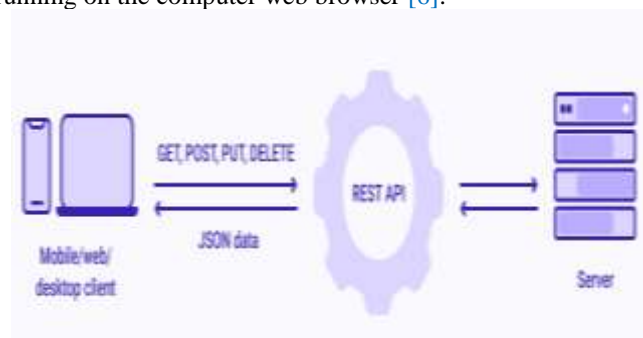 running on the computer web browser [6].
GET, POST, PUT, DELETE
REST API
JSON data
Mobile/web/
desktop client
Server